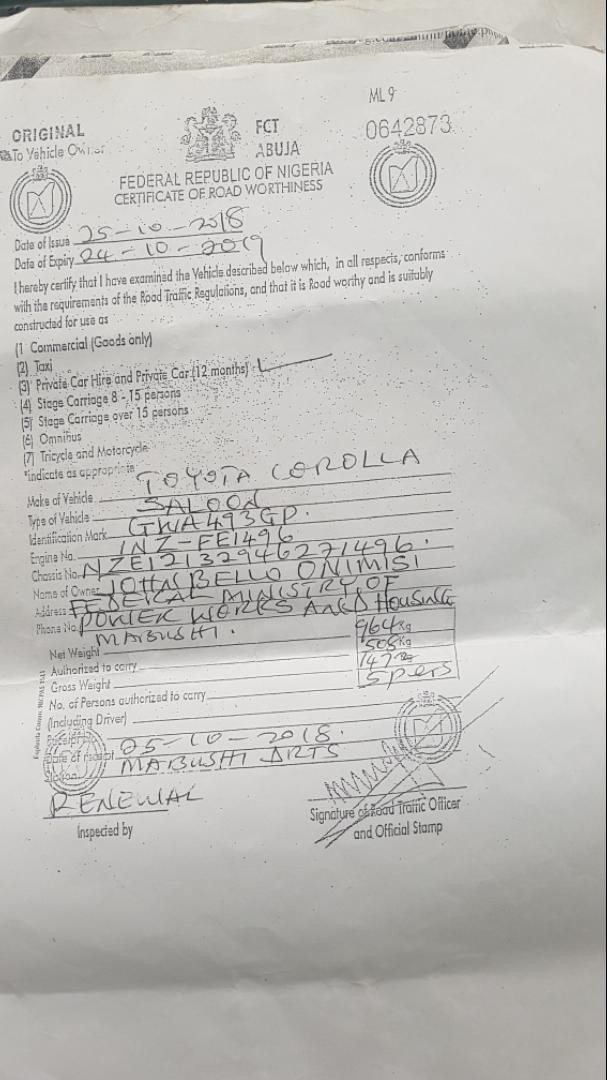 ML 9
ORIGINAL
To Vehicle Owner
FCT
ABUJA
0642873
FEDERAL REPUBLIC OF NIGERIA
CERTIFICATE OF ROAD WORTHINESS
Date of Issue 25-10-2018
Date of Expiry 24-10-2019
I hereby certify that I have examined the Vehicle described below which, in all respects, conforms
with the requirements of the Road Traffic Regulations, and that it is Road worthy and is suitably
constructed for use as
(1 Commercial (Goods only)
(2) Taxi
(3) Private Car Hire and Private Car (12 months)
(4) Stage Carriage 8 - 15 persons
(5) Stage Carriage over 15 persons
(6) Omnibus
(7) Tricycle and Motorcycle
*indicate as appropriate
Make of Vehicle TOYOTA COROLLA
Type of Vehicle SALOON
Identification Mark GWA493GP.
Engine No. 1NZ-FE1496
Chassis No. NZE1213294627 1496.
Name of Owner JOHN BELLO ONIMISI
Address FEDERAL MINISTRY OF
Phone No. POWER WORKS AND HOUSING
MABUSHI.
Net Weight 964Kg
Authorized to carry 505Kg
Gross Weight
No. of Persons authorized to carry 5pers
(Including Driver)
Date of receipt 25-10-2018.
Station MABUSHI DRTS
RENEWAL
Inspected by
Signature of Road Traffic Officer
and Official Stamp